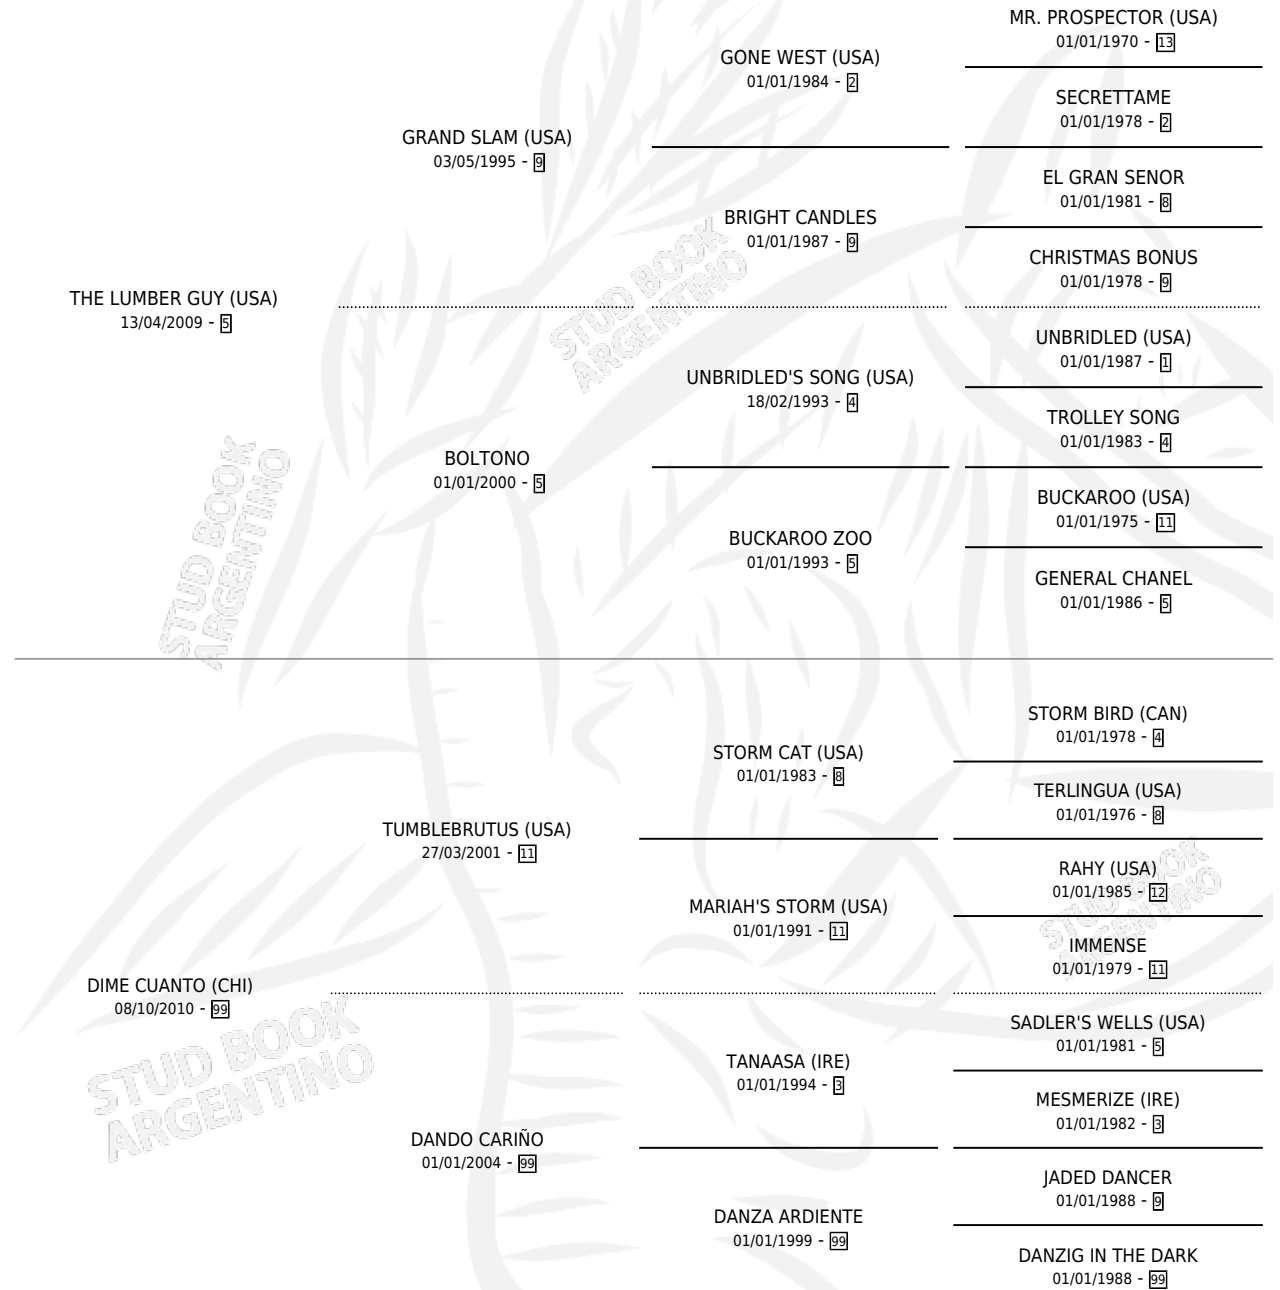 MR. PROSPECTOR (USA)
01/01/1970 - 13
GONE WEST (USA)
01/01/1984 - 2
SECRETTAME
01/01/1978 - 2
GRAND SLAM (USA)
03/05/1995 - 9
EL GRAN SENOR
01/01/1981 - 8
BRIGHT CANDLES
01/01/1987 - 9
CHRISTMAS BONUS
01/01/1978 - 9
THE LUMBER GUY (USA)
13/04/2009 - 5
UNBRIDLED (USA)
01/01/1987 - 1
UNBRIDLED'S SONG (USA)
18/02/1993 - 4
TROLLEY SONG
01/01/1983 - 4
BOLTONO
01/01/2000 - 5
BUCKAROO (USA)
01/01/1975 - 11
BUCKAROO ZOO
01/01/1993 - 5
GENERAL CHANEL
01/01/1986 - 5
STORM BIRD (CAN)
01/01/1978 - 4
STORM CAT (USA)
01/01/1983 - 8
TERLINGUA (USA)
01/01/1976 - 8
TUMBLEBRUTUS (USA)
27/03/2001 - 11
RAHY (USA)
01/01/1985 - 12
MARIAH'S STORM (USA)
01/01/1991 - 11
IMMENSE
01/01/1979 - 11
DIME CUANTO (CHI)
08/10/2010 - 99
SADLER'S WELLS (USA)
01/01/1981 - 5
TANAASA (IRE)
01/01/1994 - 3
MESMERIZE (IRE)
01/01/1982 - 3
DANDO CARIÑO
01/01/2004 - 99
JADED DANCER
01/01/1988 - 9
DANZA ARDIENTE
01/01/1999 - 99
DANZIG IN THE DARK
01/01/1988 - 99
STUD BOOK
ARGENTINO
STUD BOOK
ARGENTINO
STUD BOOK
ARGENTINO
STUD BOOK
ARGENTINO